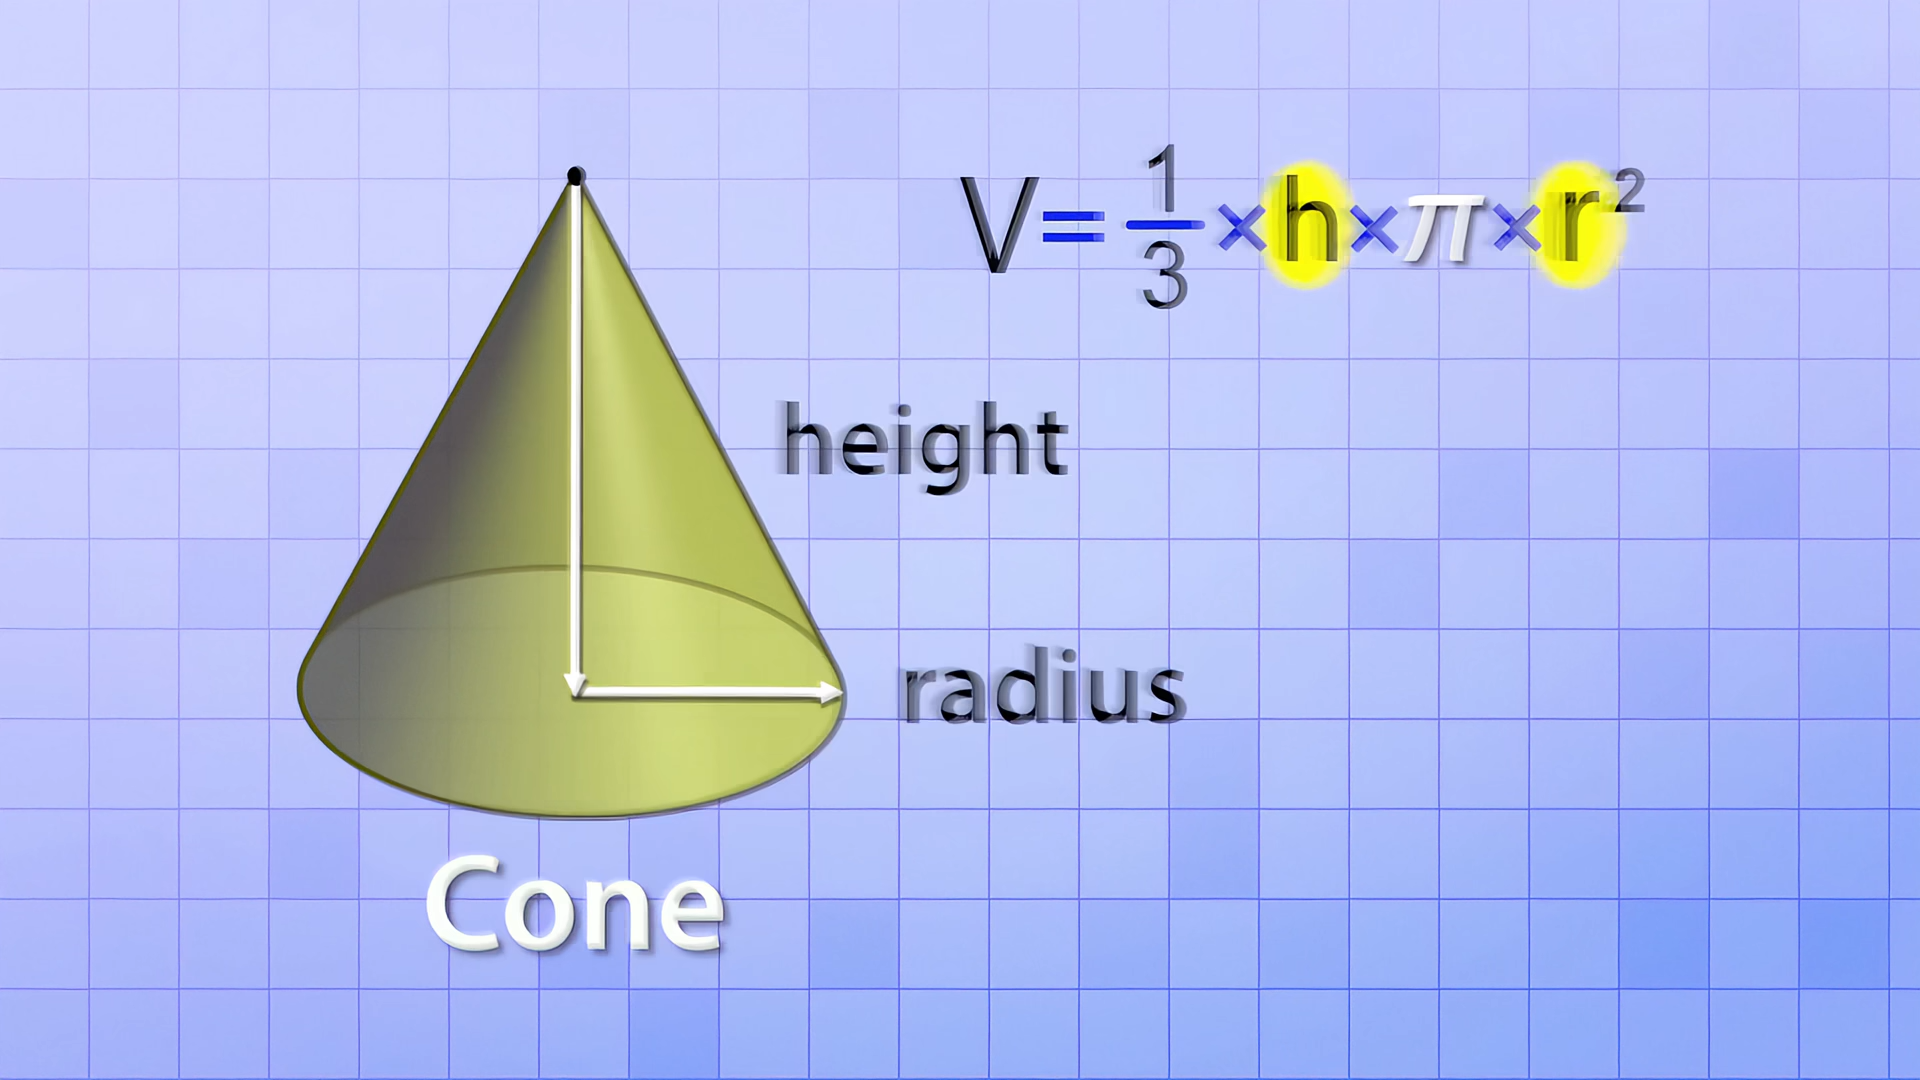 V = 1/3 × h × π × r²
height
radius
Cone